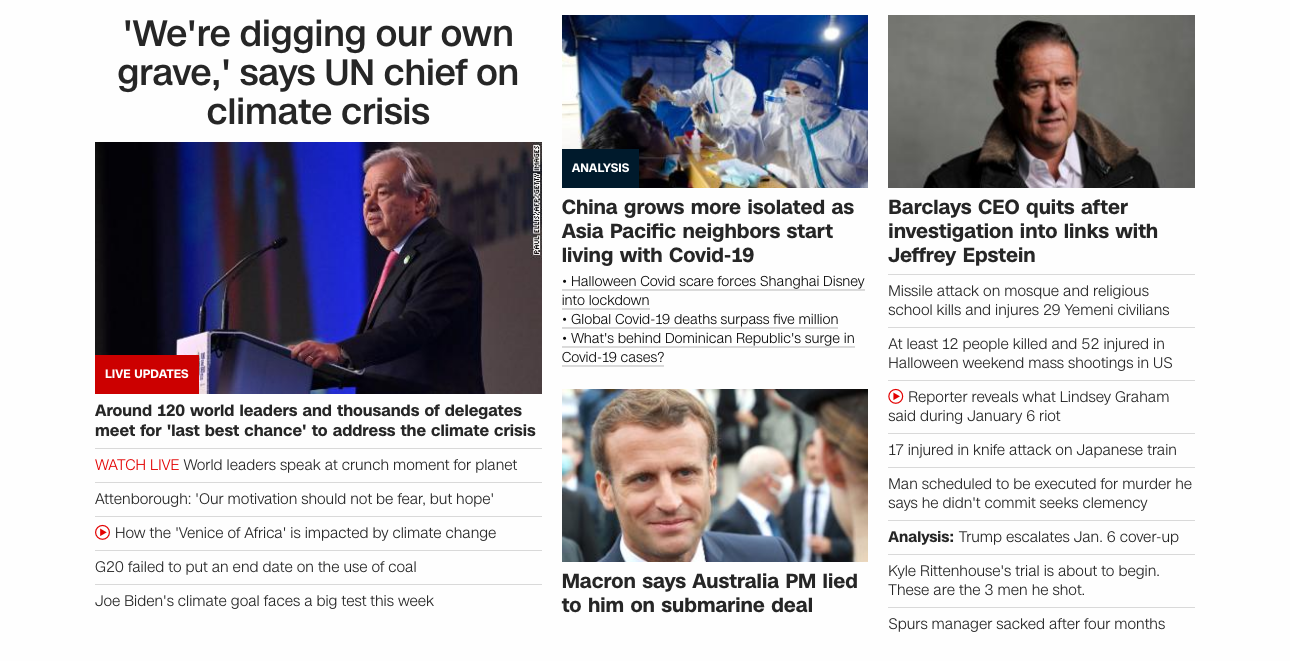 'We're digging our own
grave,' says UN chief on
climate crisis
PAUL ELLIS/AFP/GETTY IMAGES
LIVE UPDATES
Around 120 world leaders and thousands of delegates
meet for 'last best chance' to address the climate crisis
WATCH LIVE World leaders speak at crunch moment for planet
Attenborough: 'Our motivation should not be fear, but hope'
How the 'Venice of Africa' is impacted by climate change
G20 failed to put an end date on the use of coal
Joe Biden's climate goal faces a big test this week
ANALYSIS
China grows more isolated as
Asia Pacific neighbors start
living with Covid-19
• Halloween Covid scare forces Shanghai Disney
into lockdown
• Global Covid-19 deaths surpass five million
• What's behind Dominican Republic's surge in
Covid-19 cases?
Macron says Australia PM lied
to him on submarine deal
Barclays CEO quits after
investigation into links with
Jeffrey Epstein
Missile attack on mosque and religious
school kills and injures 29 Yemeni civilians
At least 12 people killed and 52 injured in
Halloween weekend mass shootings in US
Reporter reveals what Lindsey Graham
said during January 6 riot
17 injured in knife attack on Japanese train
Man scheduled to be executed for murder he
says he didn't commit seeks clemency
Analysis: Trump escalates Jan. 6 cover-up
Kyle Rittenhouse's trial is about to begin.
These are the 3 men he shot.
Spurs manager sacked after four months